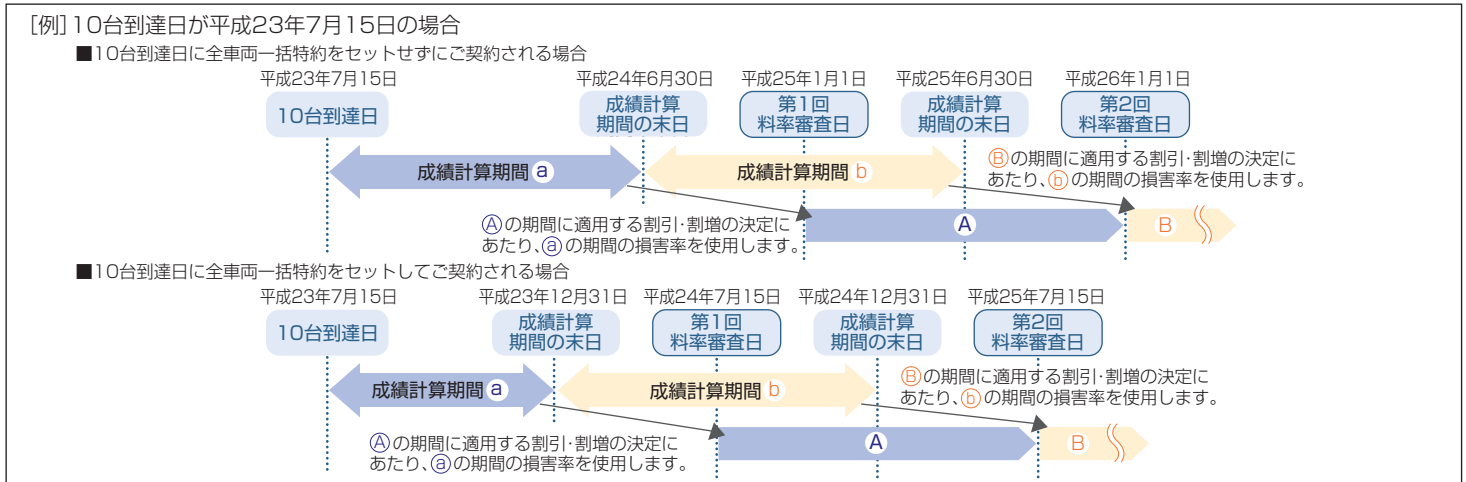 [例]10台到達日が平成23年7月15日の場合
■10台到達日に全車両一括特約をセットせずにご契約される場合
平成23年7月15日 平成24年6月30日 平成25年1月1日 平成25年6月30日 平成26年1月1日
10台到達日
成績計算
期間の末日
第1回
料率審査日
成績計算
期間の末日
第2回
料率審査日
成績計算期間ⓐ
成績計算期間ⓑ
Ⓑの期間に適用する割引・割増の決定に
あたり、ⓑの期間の損害率を使用します。
Ⓐの期間に適用する割引・割増の決定に
あたり、ⓐの期間の損害率を使用します。
A
B
■10台到達日に全車両一括特約をセットしてご契約される場合
平成23年7月15日 平成23年12月31日 平成24年7月15日 平成24年12月31日 平成25年7月15日
10台到達日
成績計算
期間の末日
第1回
料率審査日
成績計算
期間の末日
第2回
料率審査日
成績計算期間ⓐ
成績計算期間ⓑ
Ⓑの期間に適用する割引・割増の決定に
あたり、ⓑの期間の損害率を使用します。
Ⓐの期間に適用する割引・割増の決定に
あたり、ⓐの期間の損害率を使用します。
A
B